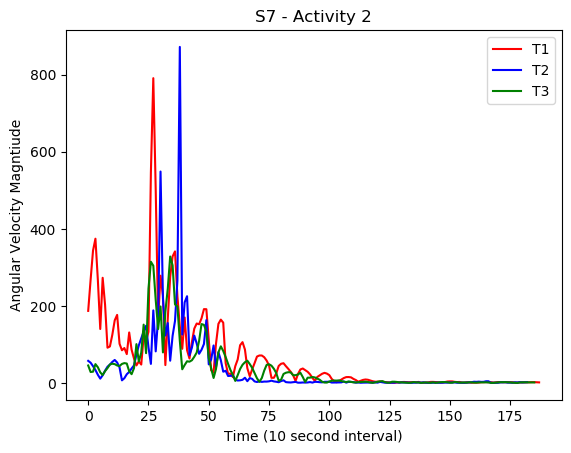 S7 - Activity 2
T1
T2
T3
800
600
400
200
0
Angular Velocity Magntiude
0 25 50 75 100 125 150 175
Time (10 second interval)